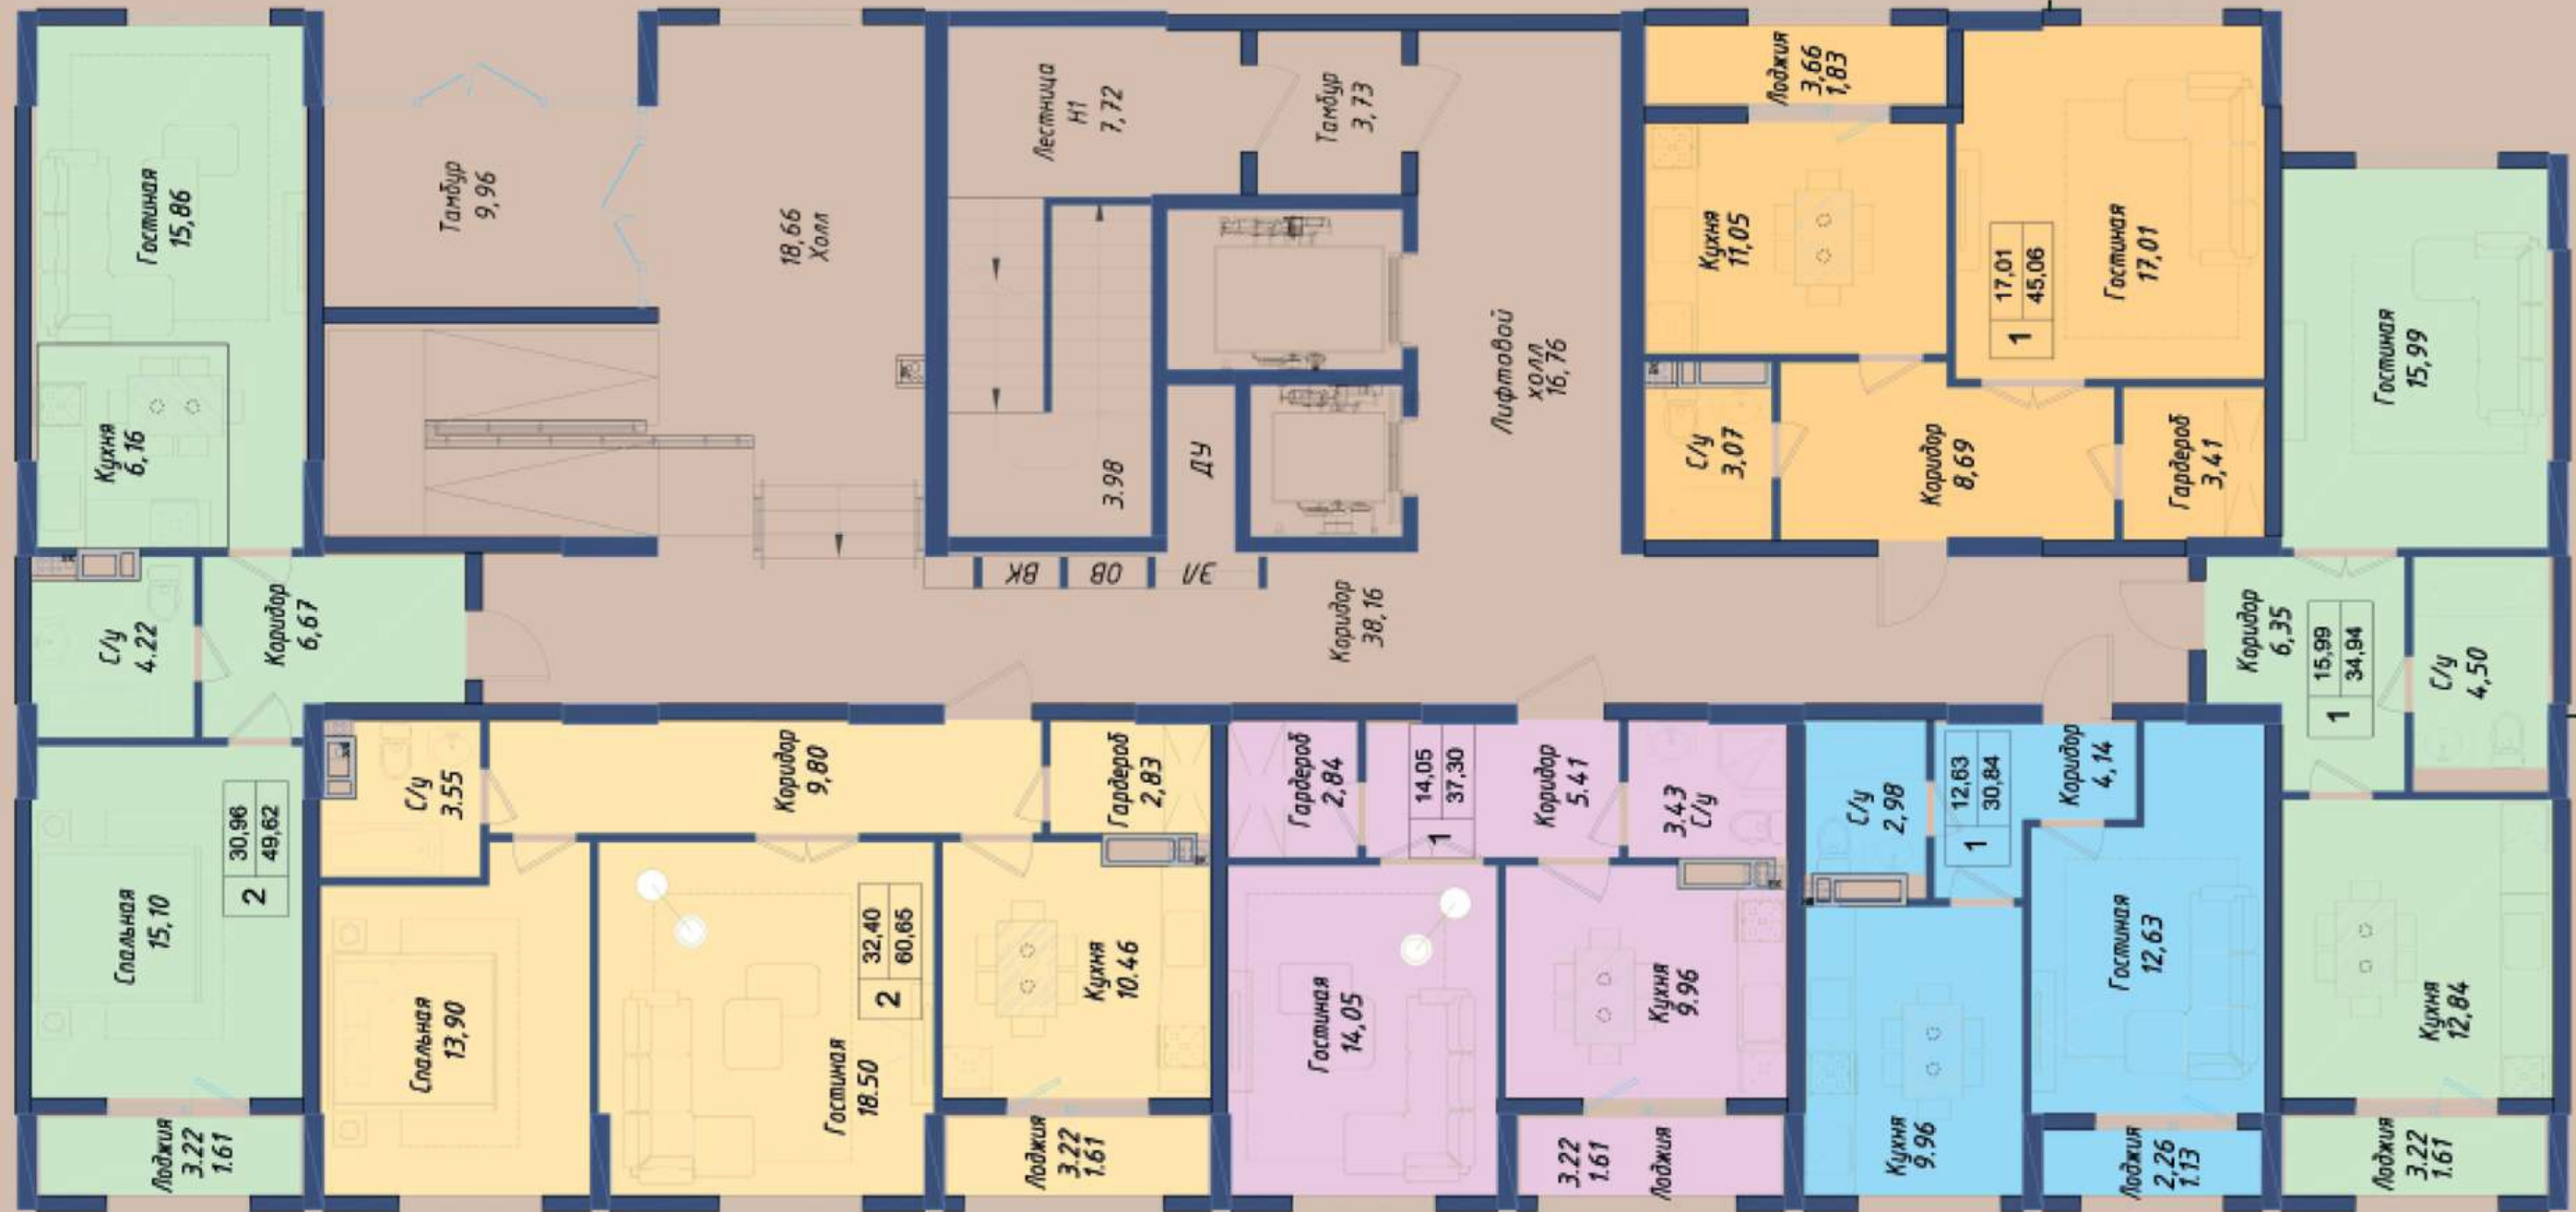 Гостиная
15,86
Кухня
6,16
С/у
4.22
Коридор
6,67
Спальная
15,10
30,96
49,62
2
Лоджия
3.22
1.61
Тамбур
9,96
18,66
Холл
Лестница
Н1
7,72
Тамбур
3,73
3.98
ДУ
ВК
ОВ
ЭЛ
Лифтовой
холл
16,76
Коридор
38,16
Лоджия
3,66
1,83
Кухня
11,05
17,01
45,06
1
Гостиная
17,01
С/у
3,07
Коридор
8,69
Гардероб
3,41
Гостиная
15,99
Коридор
6,35
15,99
34,94
1
С/у
4,50
Кухня
12,84
Лоджия
3.22
1.61
С/у
3.55
Коридор
9,80
Гардероб
2,83
Спальная
13,90
Гостиная
18.50
32,40
60,65
2
Кухня
10.46
Лоджия
3.22
1.61
Гардероб
2,84
14,05
37,30
1
Коридор
5.41
3.43
С/у
Гостиная
14,05
Кухня
9.96
3.22
1.61
Лоджия
С/у
2,98
12,63
30,84
1
Коридор
4,14
Гостиная
12,63
Кухня
9.96
Лоджия
2,26
1.13